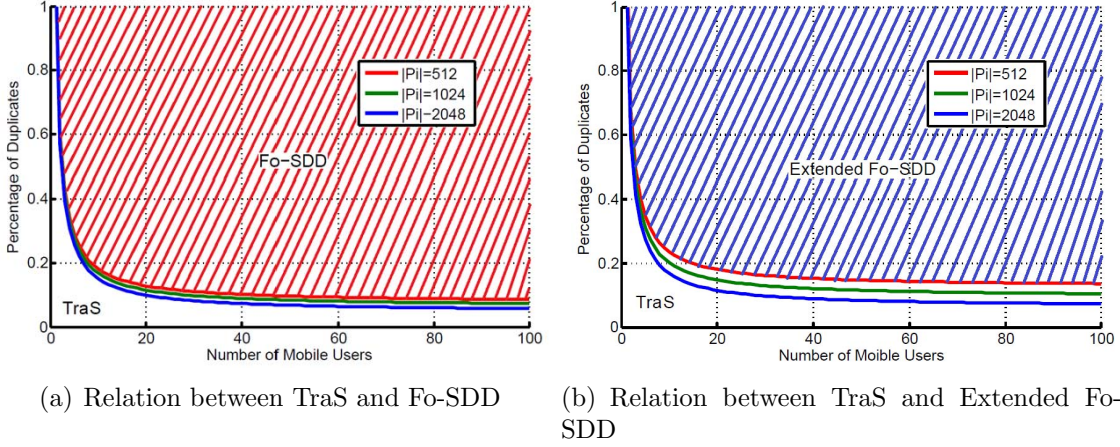 1
0.8
0.6
0.4
0.2
0
Percentage of Duplicates
|Pi|=512
|Pi|=1024
|Pi|−2048
Fo−SDD
TraS
0 20 40 60 80 100
Number of Mobile Users
(a) Relation between TraS and Fo-SDD
1
0.8
0.6
0.4
0.2
0
Percentage of Duplicates
|Pi|=512
|Pi|=1024
|Pi|=2048
Extended Fo−SDD
TraS
0 20 40 60 80 100
Number of Moible Users
(b) Relation between TraS and Extended Fo-
SDD